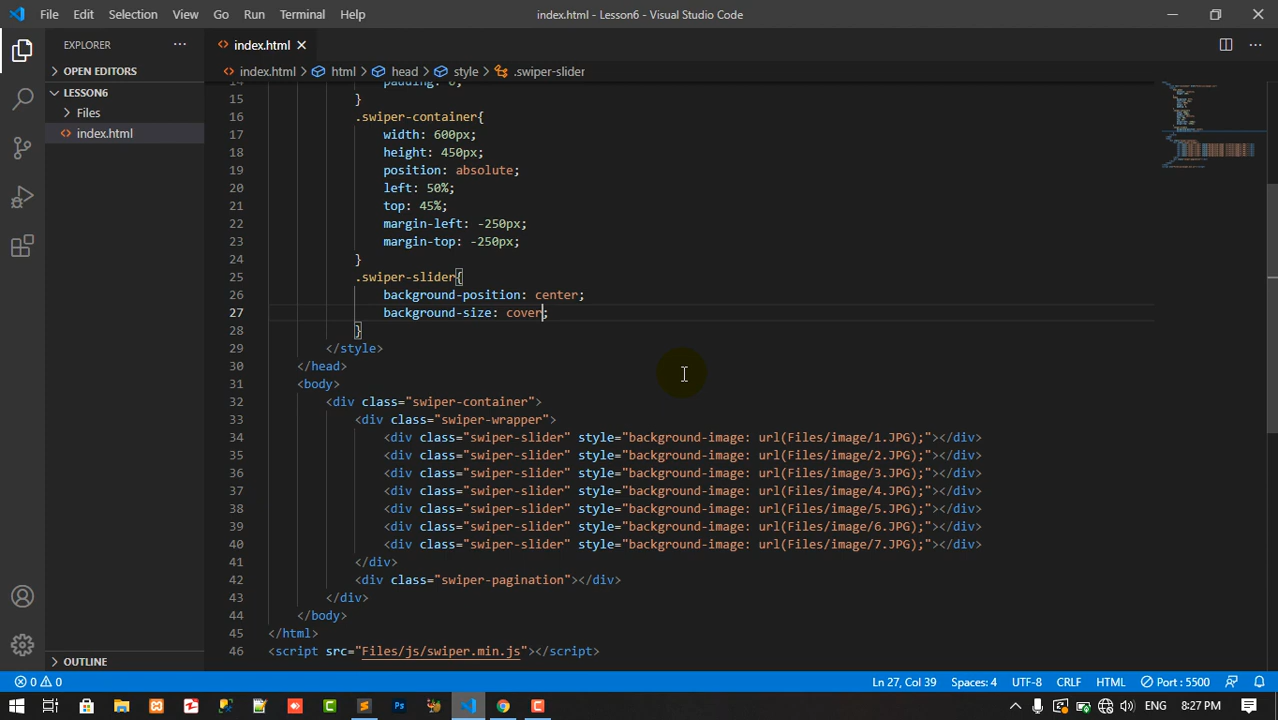 File Edit Selection View Go Run Terminal Help
index.html - Lesson6 - Visual Studio Code
EXPLORER
OPEN EDITORS
LESSON6
Files
index.html
OUTLINE
index.html
index.html > html > head > style > .swiper-slider
15 }
16 .swiper-container{
17 width: 600px;
18 height: 450px;
19 position: absolute;
20 left: 50%;
21 top: 45%;
22 margin-left: -250px;
23 margin-top: -250px;
24 }
25 .swiper-slider{
26 background-position: center;
27 background-size: cover;
28 }
29 </style>
30 </head>
31 <body>
32 <div class="swiper-container">
33 <div class="swiper-wrapper">
34 <div class="swiper-slider" style="background-image: url(Files/image/1.JPG);"></div>
35 <div class="swiper-slider" style="background-image: url(Files/image/2.JPG);"></div>
36 <div class="swiper-slider" style="background-image: url(Files/image/3.JPG);"></div>
37 <div class="swiper-slider" style="background-image: url(Files/image/4.JPG);"></div>
38 <div class="swiper-slider" style="background-image: url(Files/image/5.JPG);"></div>
39 <div class="swiper-slider" style="background-image: url(Files/image/6.JPG);"></div>
40 <div class="swiper-slider" style="background-image: url(Files/image/7.JPG);"></div>
41 </div>
42 <div class="swiper-pagination"></div>
43 </div>
44 </body>
45 </html>
46 <script src="Files/js/swiper.min.js"></script>
0 0 Ln 27, Col 39 Spaces: 4 UTF-8 CRLF HTML Port : 5500
8:27 PM